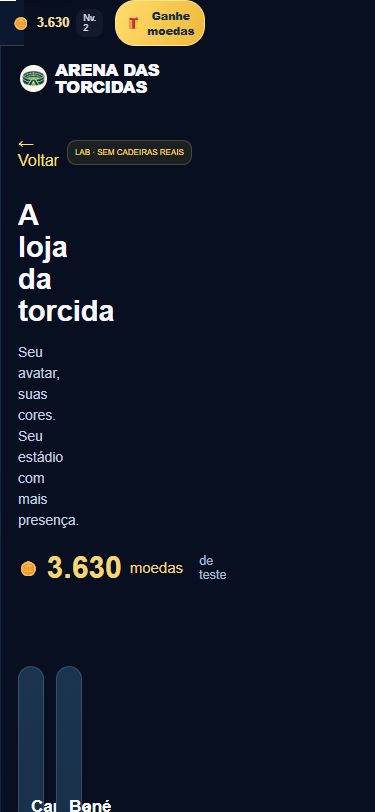 3.630
Nv.
2
Ganhe
moedas
ARENA DAS
TORCIDAS
←
Voltar
LAB · SEM CADEIRAS REAIS
A
loja
da
torcida
Seu
avatar,
suas
cores.
Seu
estádio
com
mais
presença.
3.630 moedas
de
teste
Boné